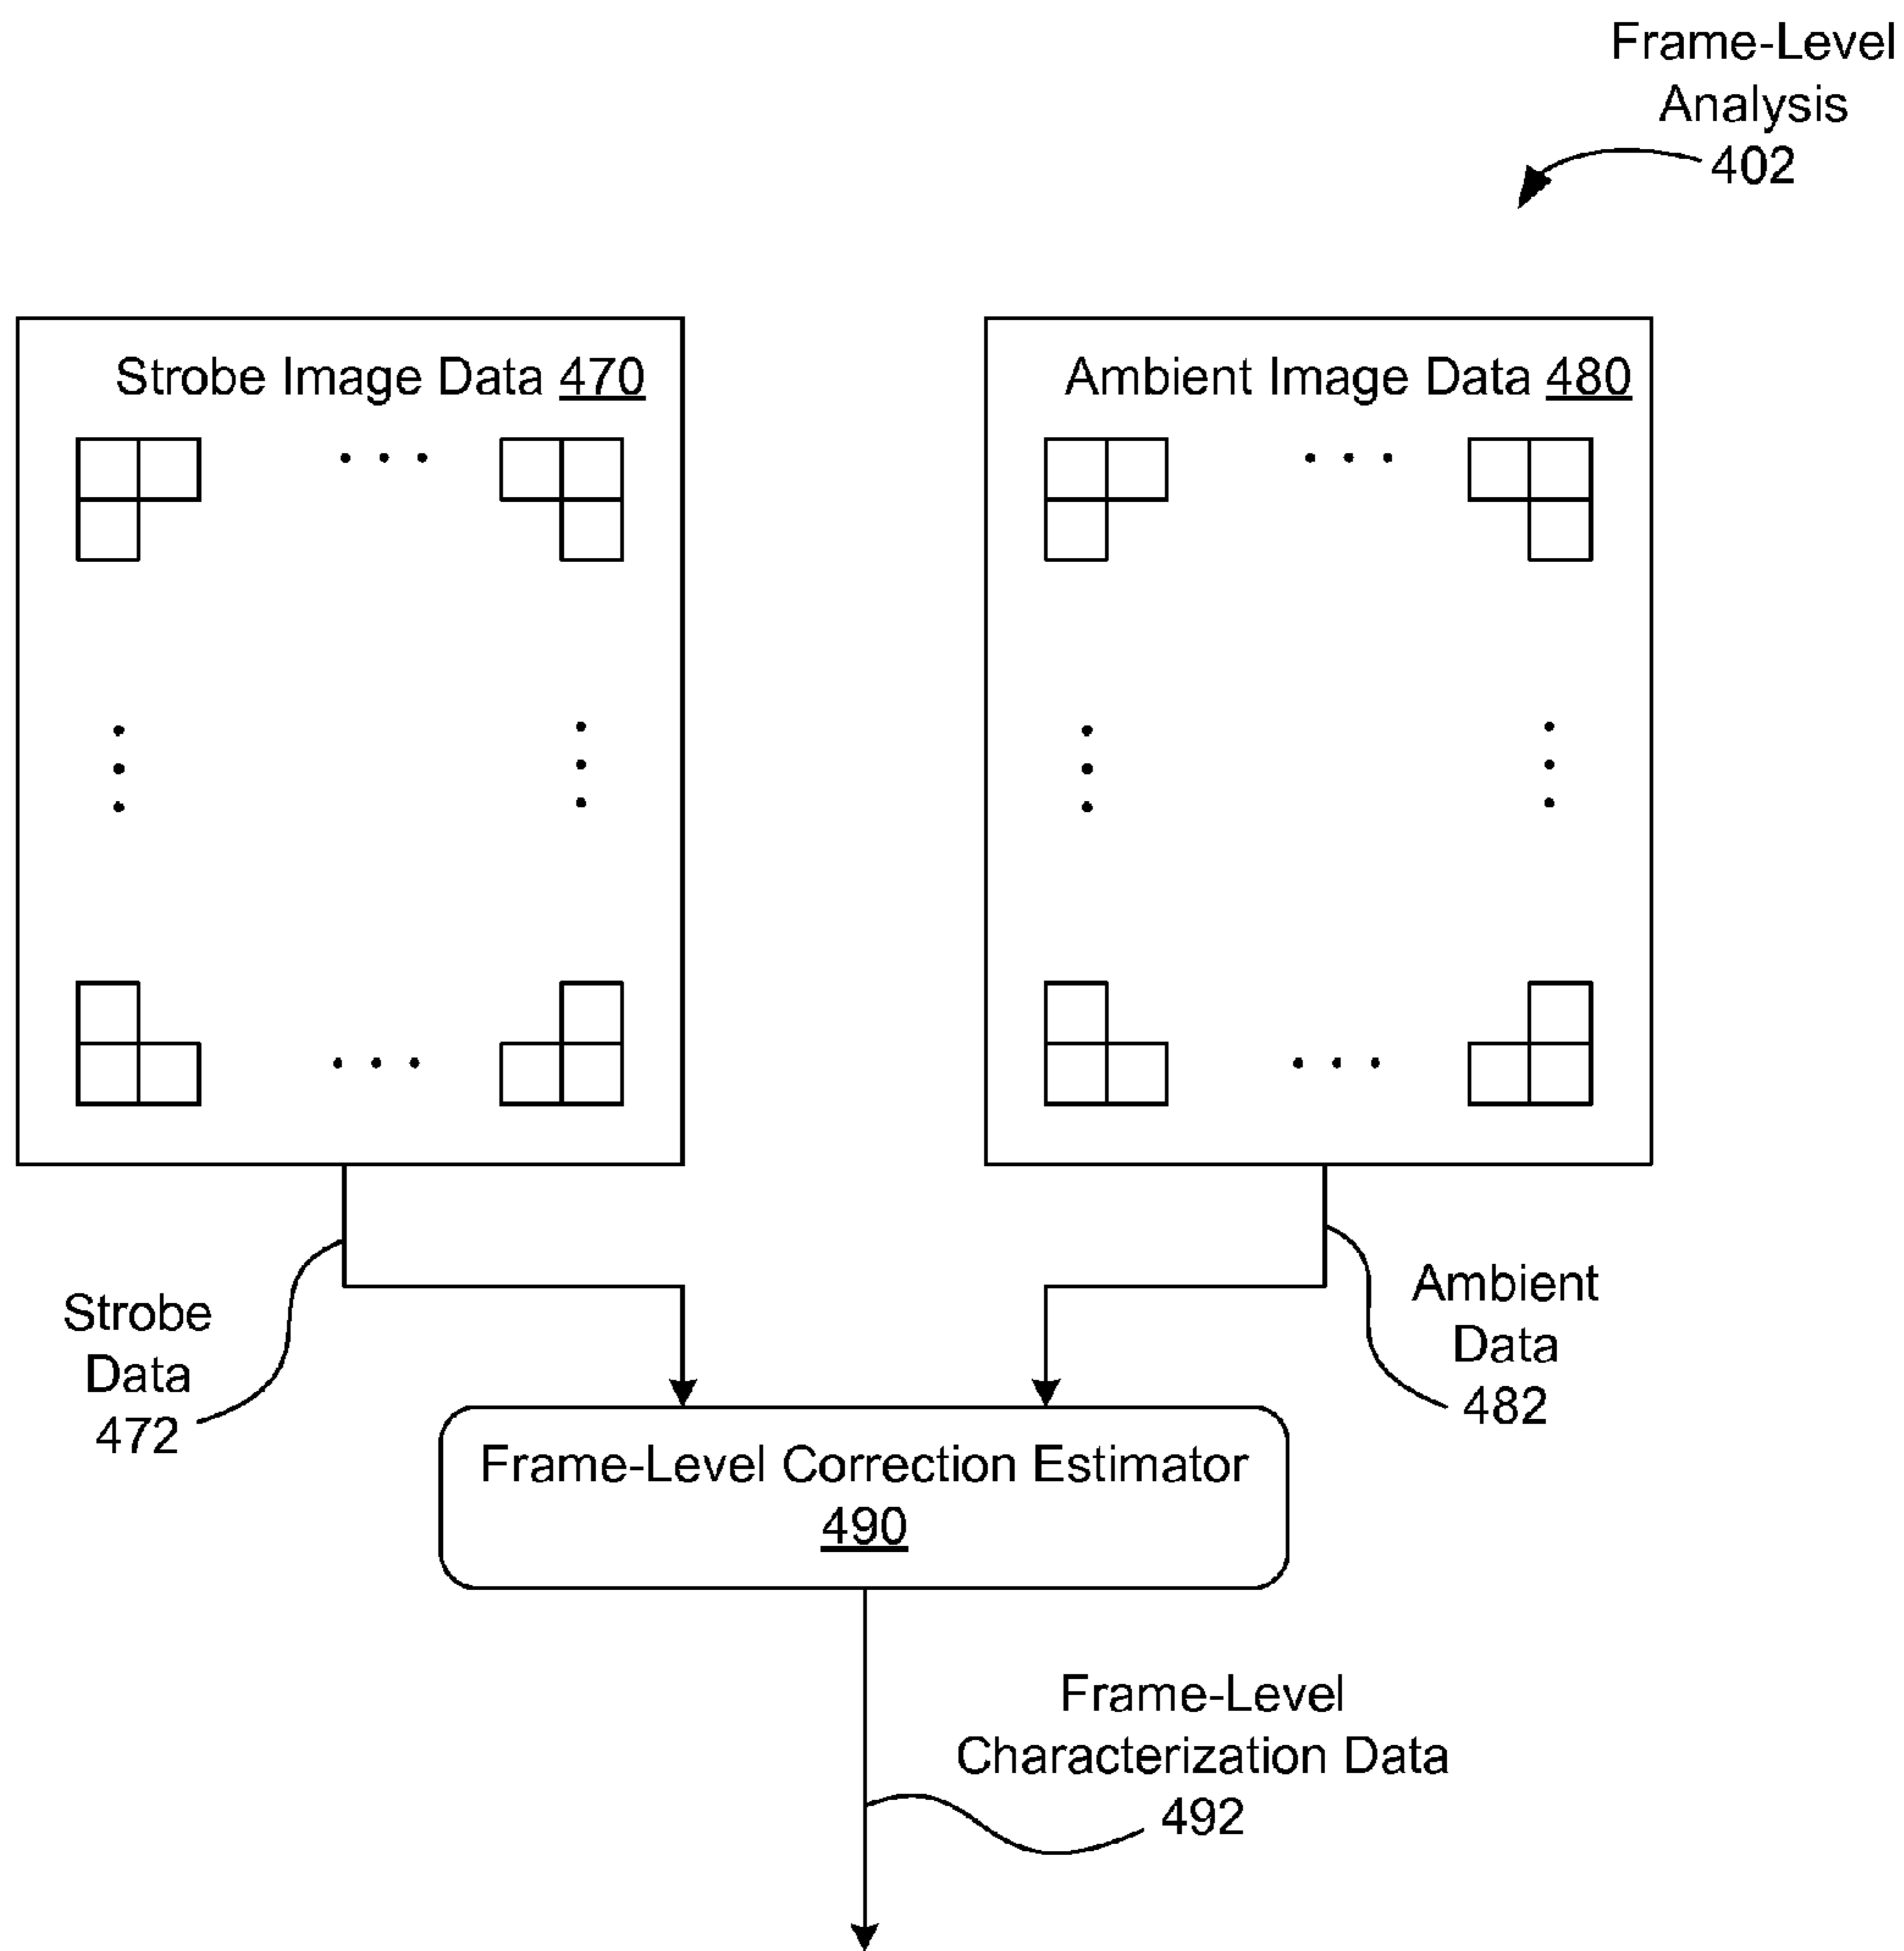 Frame-Level
Analysis
402
Strobe Image Data 470
Ambient Image Data 480
Strobe
Data
472
Ambient
Data
482
Frame-Level Correction Estimator
490
Frame-Level
Characterization Data
492